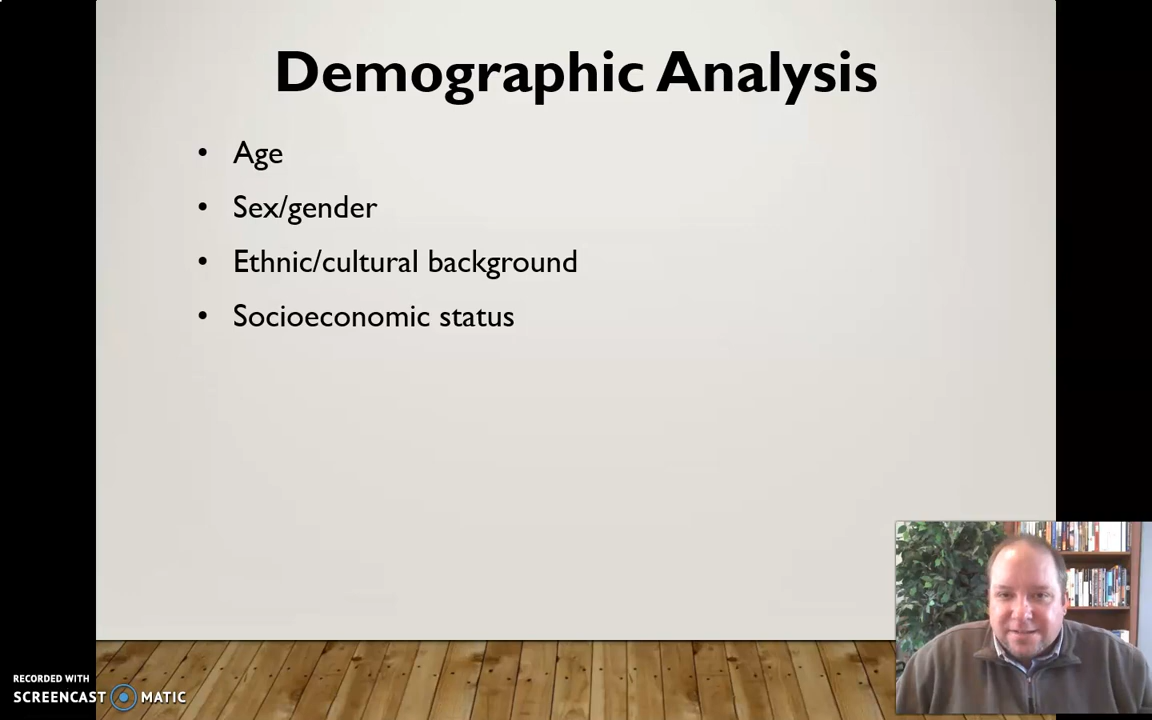 Demographic Analysis
• Age
• Sex/gender
• Ethnic/cultural background
• Socioeconomic status
RECORDED WITH
SCREENCAST MATIC